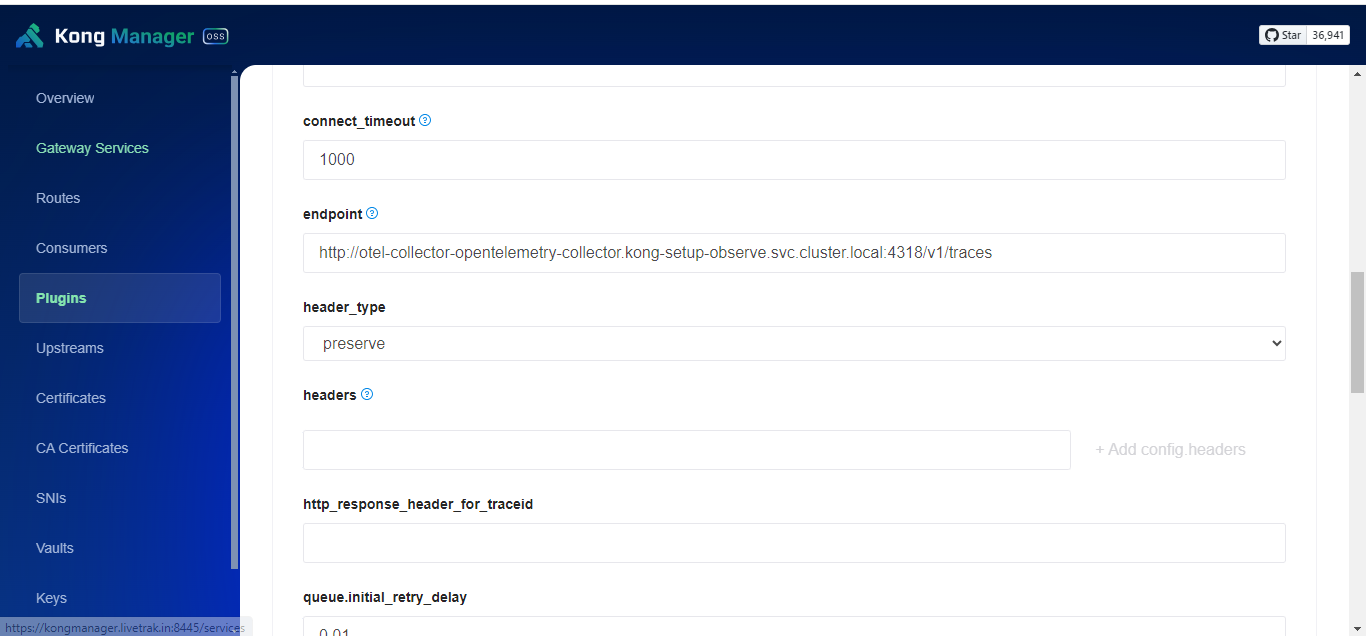 Kong Manager OSS
Star 36,941
Overview
Gateway Services
Routes
Consumers
Plugins
Upstreams
Certificates
CA Certificates
SNIs
Vaults
Keys
https://kongmanager.livetrak.in:8445/services
connect_timeout
1000
endpoint
http://otel-collector-opentelemetry-collector.kong-setup-observe.svc.cluster.local:4318/v1/traces
header_type
preserve
headers
+ Add config.headers
http_response_header_for_traceid
queue.initial_retry_delay
0.01